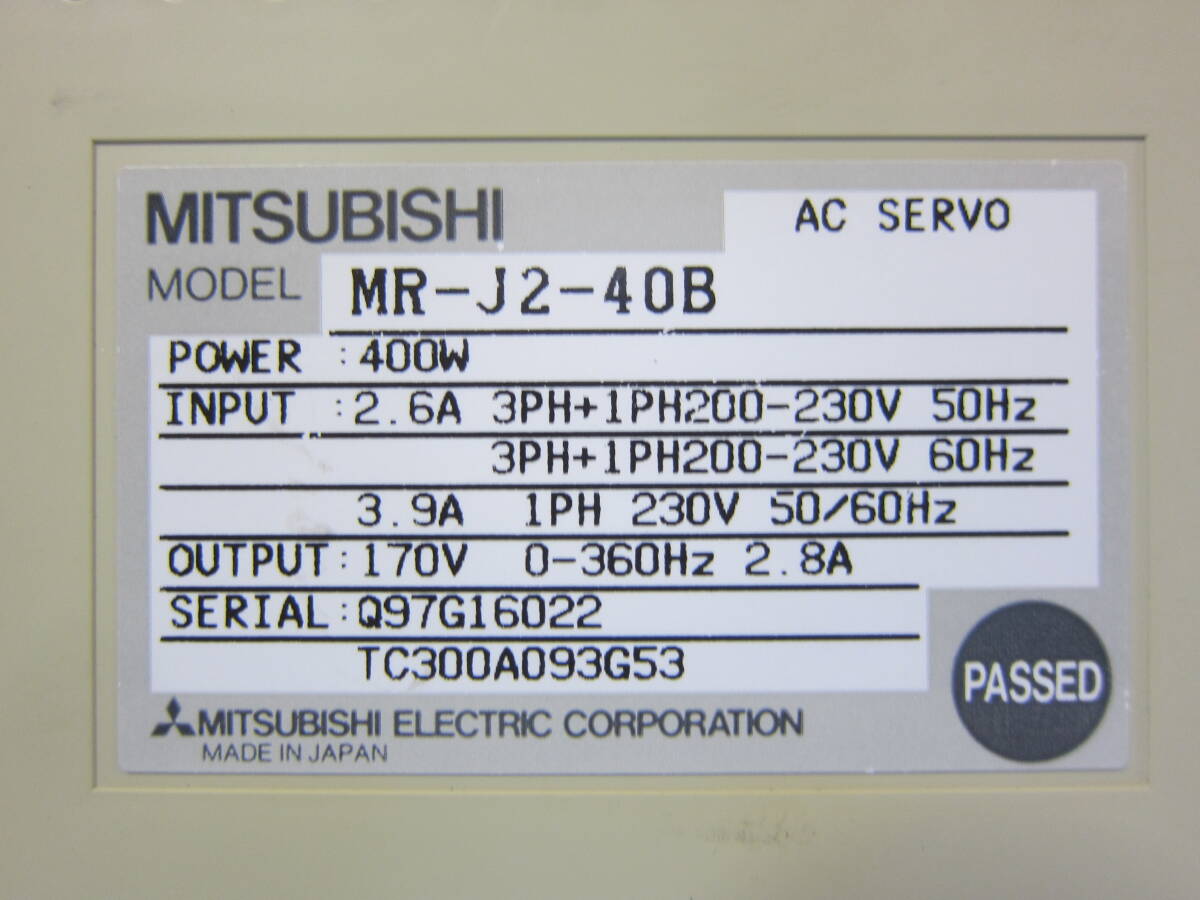 MITSUBISHI
AC SERVO
MODEL MR-J2-40B
POWER :400W
INPUT :2.6A 3PH+1PH200-230V 50Hz
3PH+1PH200-230V 60Hz
3.9A 1PH 230V 50/60Hz
OUTPUT:170V 0-360Hz 2.8A
SERIAL:Q97G16022
TC300A093G53
PASSED
MITSUBISHI ELECTRIC CORPORATION
MADE IN JAPAN